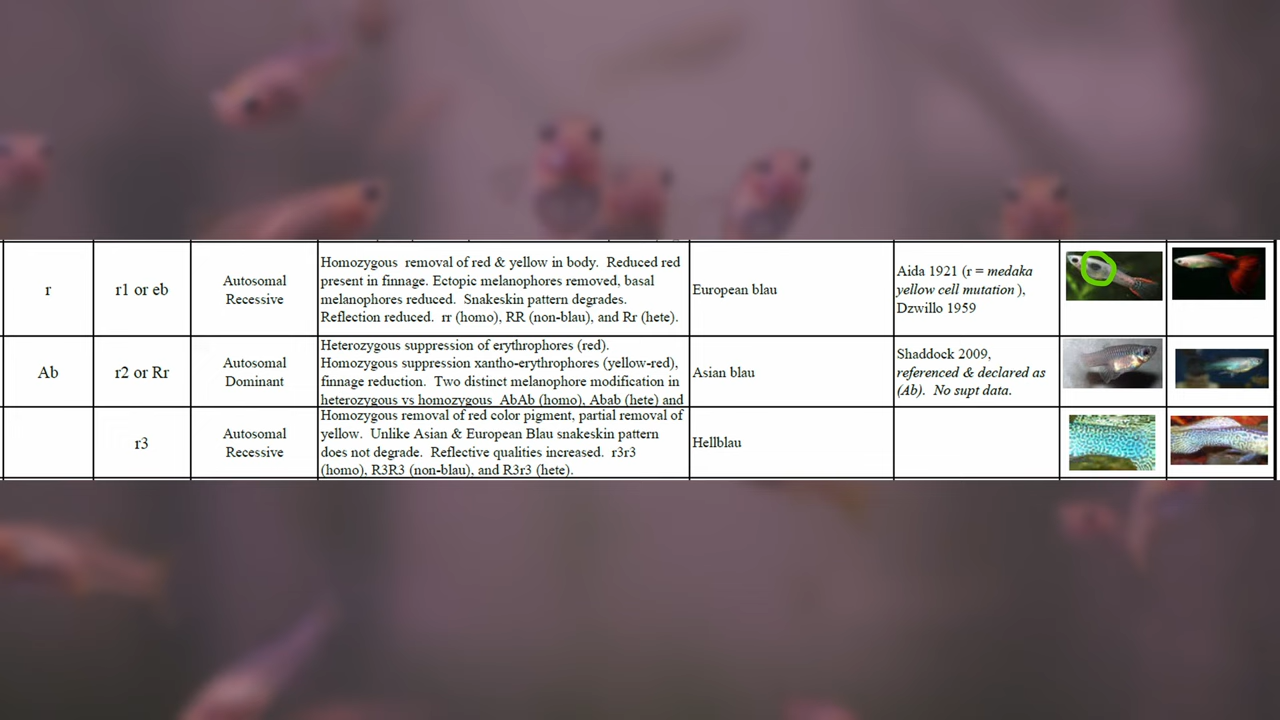 r
r1 or eb
Autosomal
Recessive
Homozygous removal of red & yellow in body. Reduced red
present in finnage. Ectopic melanophores removed, basal
melanophores reduced. Snakeskin pattern degrades.
Reflection reduced. rr (homo), RR (non-blau), and Rr (hete).
European blau
Aida 1921 (r = medaka
yellow cell mutation ),
Dzwillo 1959
Ab
r2 or Rr
Autosomal
Dominant
Heterozygous suppression of erythrophores (red).
Homozygous suppression xantho-erythrophores (yellow-red),
finnage reduction. Two distinct melanophore modification in
heterozygous vs homozygous AbAb (homo), Abab (hete) and
Asian blau
Shaddock 2009,
referenced & declared as
(Ab). No supt data.
r3
Autosomal
Recessive
Homozygous removal of red color pigment, partial removal of
yellow. Unlike Asian & European Blau snakeskin pattern
does not degrade. Reflective qualities increased. r3r3
(homo), R3R3 (non-blau), and R3r3 (hete).
Hellblau